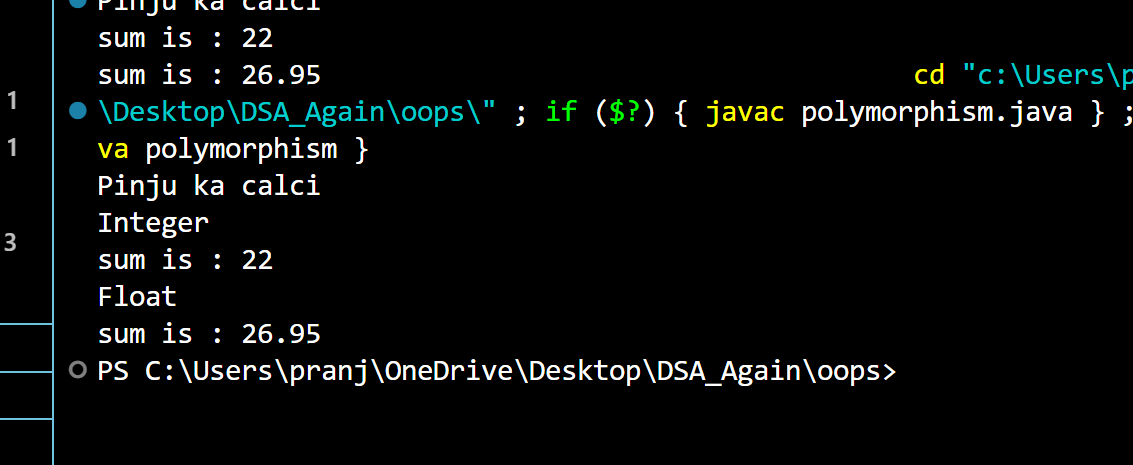 Pinju ka calci
sum is : 22
sum is : 26.95 cd "c:\Users\p
1 \Desktop\DSA_Again\oops\" ; if ($?) { javac polymorphism.java } ;
1 va polymorphism }
Pinju ka calci
Integer
3 sum is : 22
Float
sum is : 26.95
PS C:\Users\pranj\OneDrive\Desktop\DSA_Again\oops>